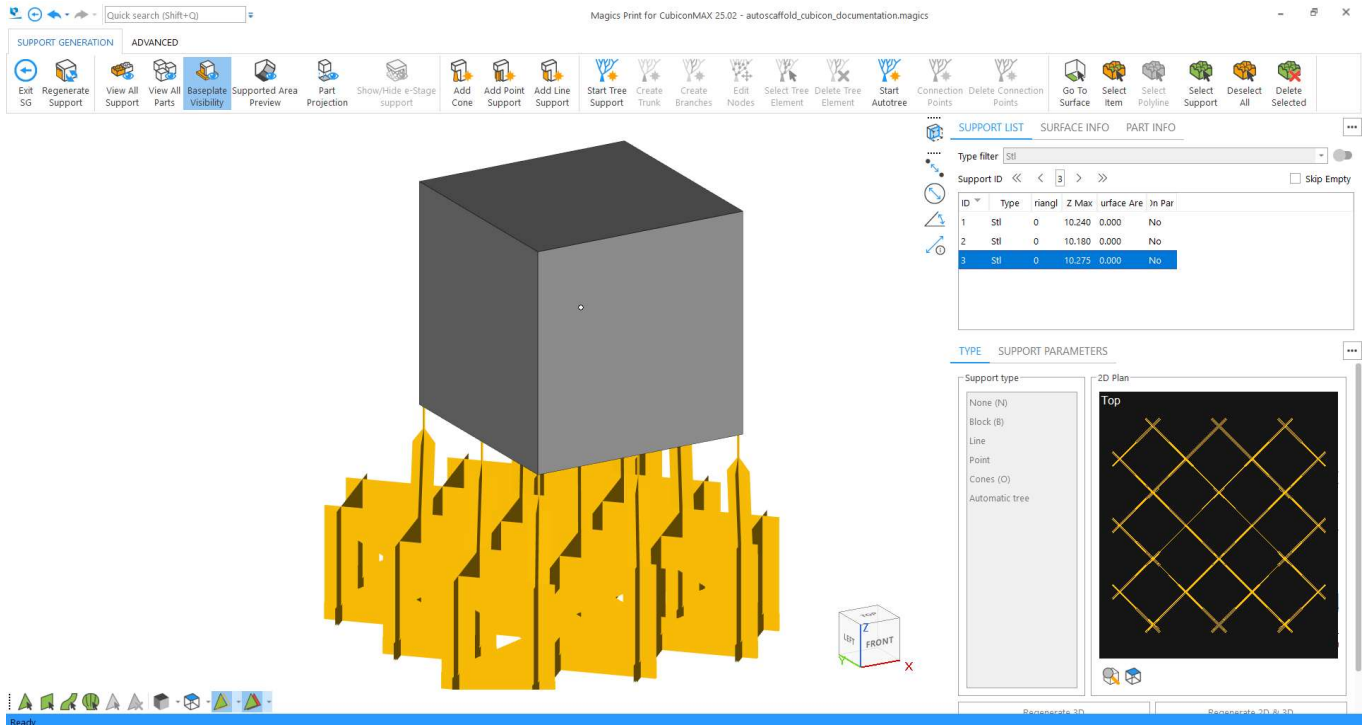 Quick search (Shift+Q)
Magics Print for CubiconMAX 25.02 - autoscaffold_cubicon_documentation.magics
SUPPORT GENERATION ADVANCED
Exit SG
Regenerate Support
View All Support
View All Parts
Baseplate Visibility
Supported Area Preview
Part Projection
Show/Hide e-Stage support
Add Cone
Add Point Support
Add Line Support
Start Tree Support
Create Trunk
Create Branches
Edit Nodes
Select Tree Element
Delete Tree Element
Start Autotree
Connection Points
Delete Connection Points
Go To Surface
Select Item
Select Polyline
Select Support
Deselect All
Delete Selected
SUPPORT LIST SURFACE INFO PART INFO
Type filter Stl
Support ID 3 Skip Empty
ID Type riangl Z Max urface Are )n Par
1 Stl 0 10.240 0.000 No
2 Stl 0 10.180 0.000 No
3 Stl 0 10.275 0.000 No
TYPE SUPPORT PARAMETERS
Support type
None (N)
Block (B)
Line
Point
Cones (O)
Automatic tree
2D Plan
Top
TOP
LEFT
FRONT
Z
Y
X
Regenerate 3D Regenerate 2D & 3D
Ready